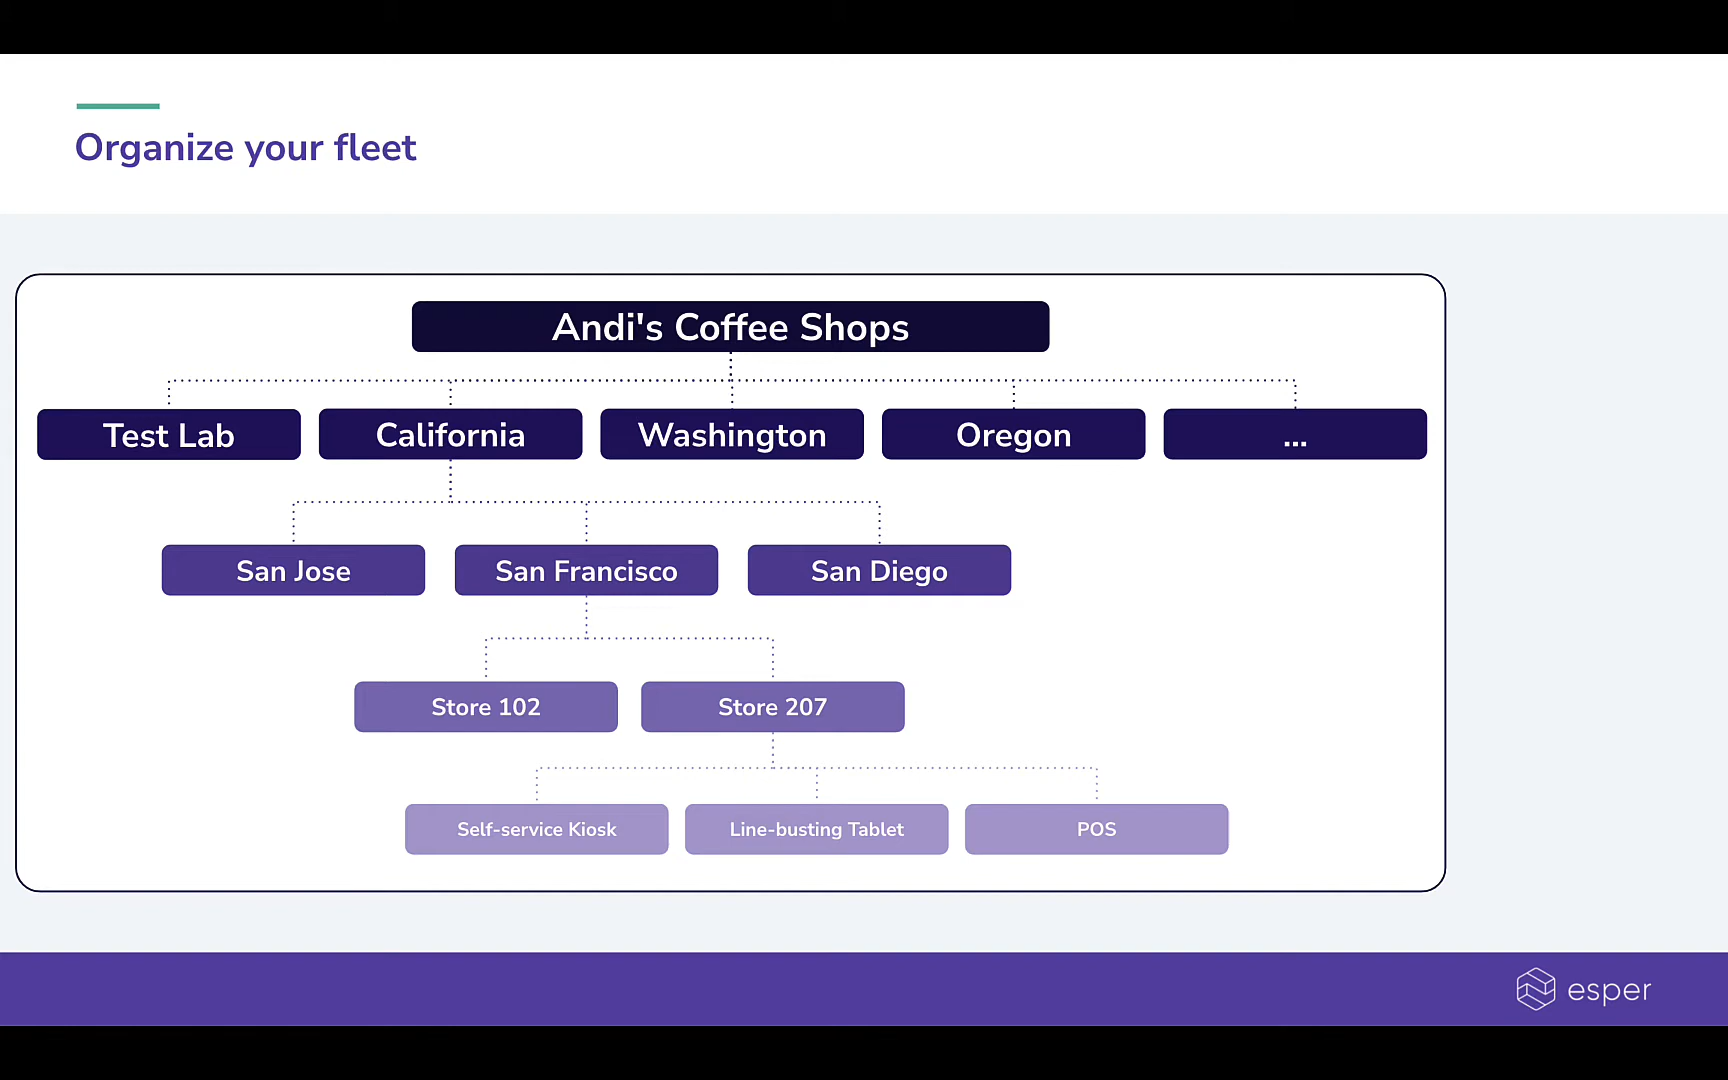 Organize your fleet
Andi's Coffee Shops
Test Lab
California
Washington
Oregon
...
San Jose
San Francisco
San Diego
Store 102
Store 207
Self-service Kiosk
Line-busting Tablet
POS
esper